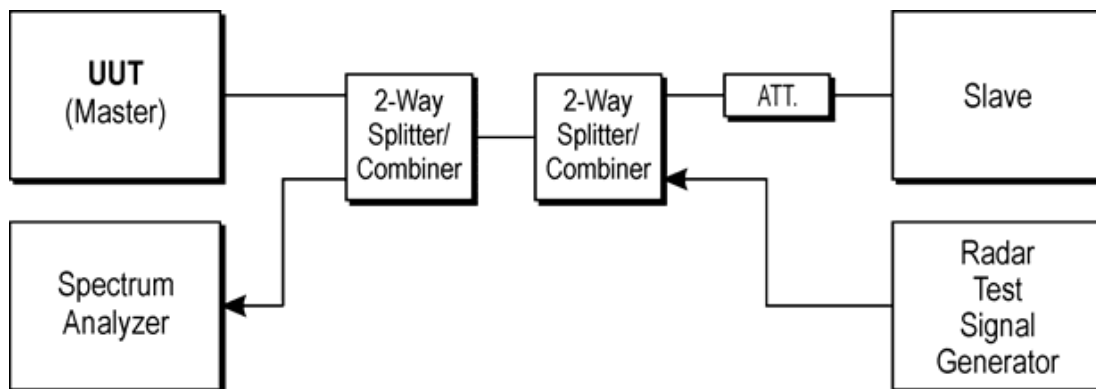 UUT
(Master)
2-Way
Splitter/
Combiner
2-Way
Splitter/
Combiner
ATT.
Slave
Spectrum
Analyzer
Radar
Test
Signal
Generator